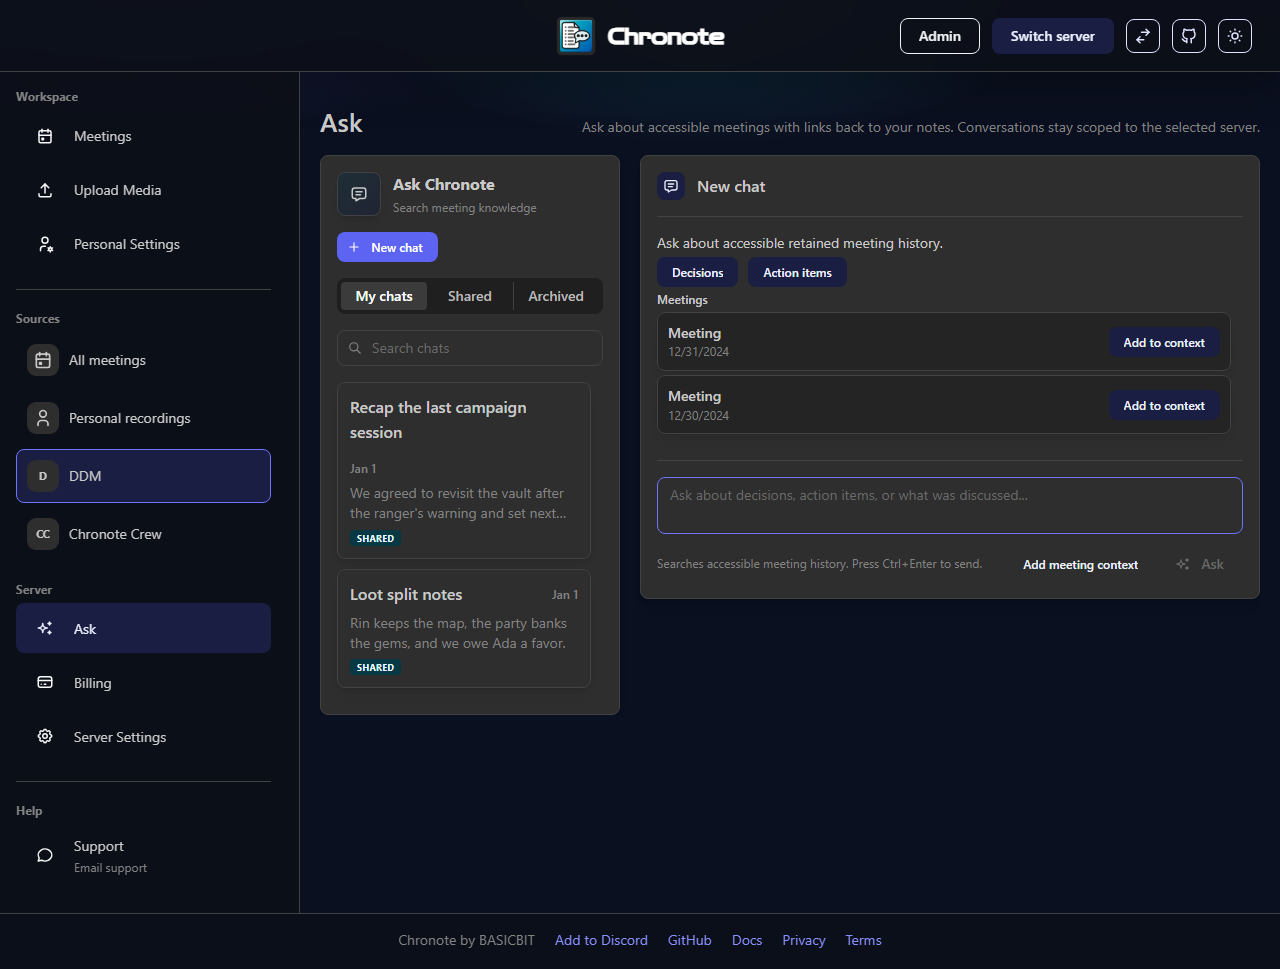 Chronote
Admin
Switch server
Workspace
Meetings
Upload Media
Personal Settings
Sources
All meetings
Personal recordings
D
DDM
CC
Chronote Crew
Server
Ask
Billing
Server Settings
Help
Support
Email support
Ask
Ask about accessible meetings with links back to your notes. Conversations stay scoped to the selected server.
Ask Chronote
Search meeting knowledge
New chat
My chats
Shared
Archived
Search chats
Recap the last campaign
session
Jan 1
We agreed to revisit the vault after
the ranger's warning and set next...
SHARED
Loot split notes
Jan 1
Rin keeps the map, the party banks
the gems, and we owe Ada a favor.
SHARED
New chat
Ask about accessible retained meeting history.
Decisions
Action items
Meetings
Meeting
12/31/2024
Add to context
Meeting
12/30/2024
Add to context
Ask about decisions, action items, or what was discussed...
Searches accessible meeting history. Press Ctrl+Enter to send.
Add meeting context
Ask
Chronote by BASICBIT
Add to Discord
GitHub
Docs
Privacy
Terms